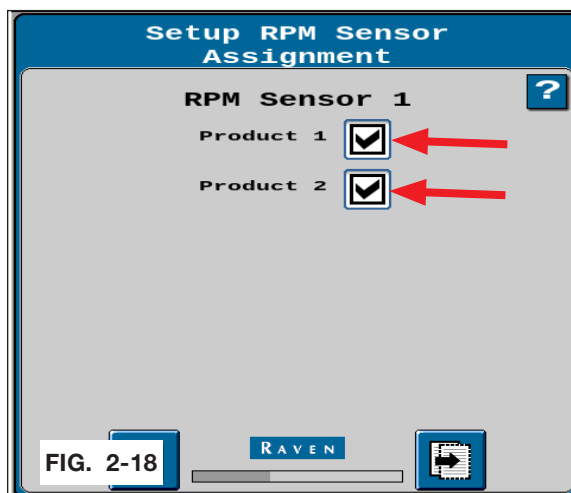 Setup RPM Sensor
Assignment
?
RPM Sensor 1
Product 1
Product 2
RAVEN
FIG. 2-18